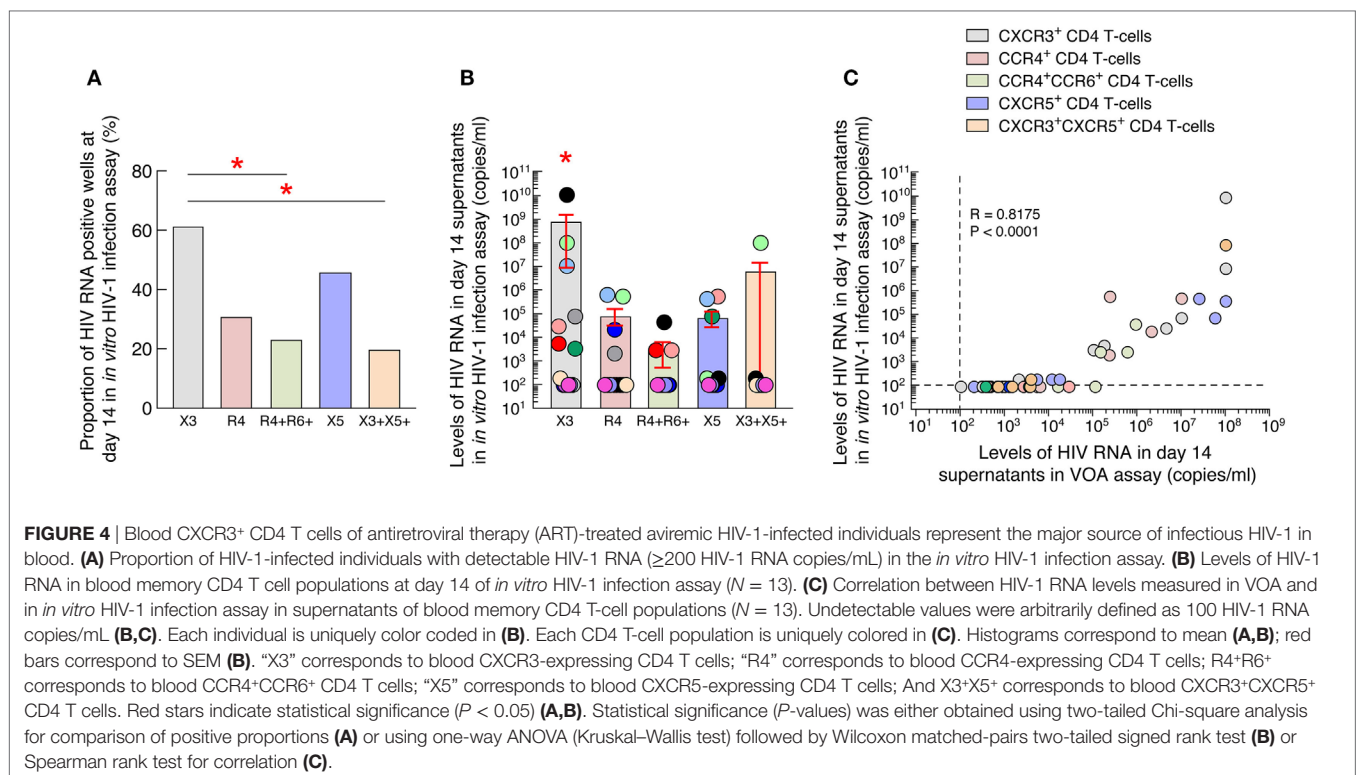 CXCR3⁺ CD4 T-cells
CCR4⁺ CD4 T-cells
CCR4⁺CCR6⁺ CD4 T-cells
CXCR5⁺ CD4 T-cells
CXCR3⁺CXCR5⁺ CD4 T-cells
A
Proportion of HIV RNA positive wells at
day 14 in in vitro HIV-1 infection assay (%)
80
60
40
20
0
*
*
X3 R4 R4+R6+ X5 X3+X5+
B
Levels of HIV RNA in day 14 supernatants
in in vitro HIV-1 infection assay (copies/ml)
10¹¹
10¹⁰
10⁹
10⁸
10⁷
10⁶
10⁵
10⁴
10³
10²
10¹
*
X3 R4 R4+R6+ X5 X3+X5+
C
Levels of HIV RNA in day 14 supernatants
in in vitro HIV-1 infection assay (copies/ml)
10¹¹
10¹⁰
10⁹
10⁸
10⁷
10⁶
10⁵
10⁴
10³
10²
10¹
R = 0.8175
P < 0.0001
10¹ 10² 10³ 10⁴ 10⁵ 10⁶ 10⁷ 10⁸ 10⁹
Levels of HIV RNA in day 14
supernatants in VOA assay (copies/ml)
FIGURE 4 | Blood CXCR3⁺ CD4 T cells of antiretroviral therapy (ART)-treated aviremic HIV-1-infected individuals represent the major source of infectious HIV-1 in
blood. (A) Proportion of HIV-1-infected individuals with detectable HIV-1 RNA (≥200 HIV-1 RNA copies/mL) in the in vitro HIV-1 infection assay. (B) Levels of HIV-1
RNA in blood memory CD4 T cell populations at day 14 of in vitro HIV-1 infection assay (N = 13). (C) Correlation between HIV-1 RNA levels measured in VOA and
in in vitro HIV-1 infection assay in supernatants of blood memory CD4 T-cell populations (N = 13). Undetectable values were arbitrarily defined as 100 HIV-1 RNA
copies/mL (B,C). Each individual is uniquely color coded in (B). Each CD4 T-cell population is uniquely colored in (C). Histograms correspond to mean (A,B); red
bars correspond to SEM (B). “X3” corresponds to blood CXCR3-expressing CD4 T cells; “R4” corresponds to blood CCR4-expressing CD4 T cells; R4⁺R6⁺
corresponds to blood CCR4⁺CCR6⁺ CD4 T cells; “X5” corresponds to blood CXCR5-expressing CD4 T cells; And X3⁺X5⁺ corresponds to blood CXCR3⁺CXCR5⁺
CD4 T cells. Red stars indicate statistical significance (P < 0.05) (A,B). Statistical significance (P-values) was either obtained using two-tailed Chi-square analysis
for comparison of positive proportions (A) or using one-way ANOVA (Kruskal–Wallis test) followed by Wilcoxon matched-pairs two-tailed signed rank test (B) or
Spearman rank test for correlation (C).